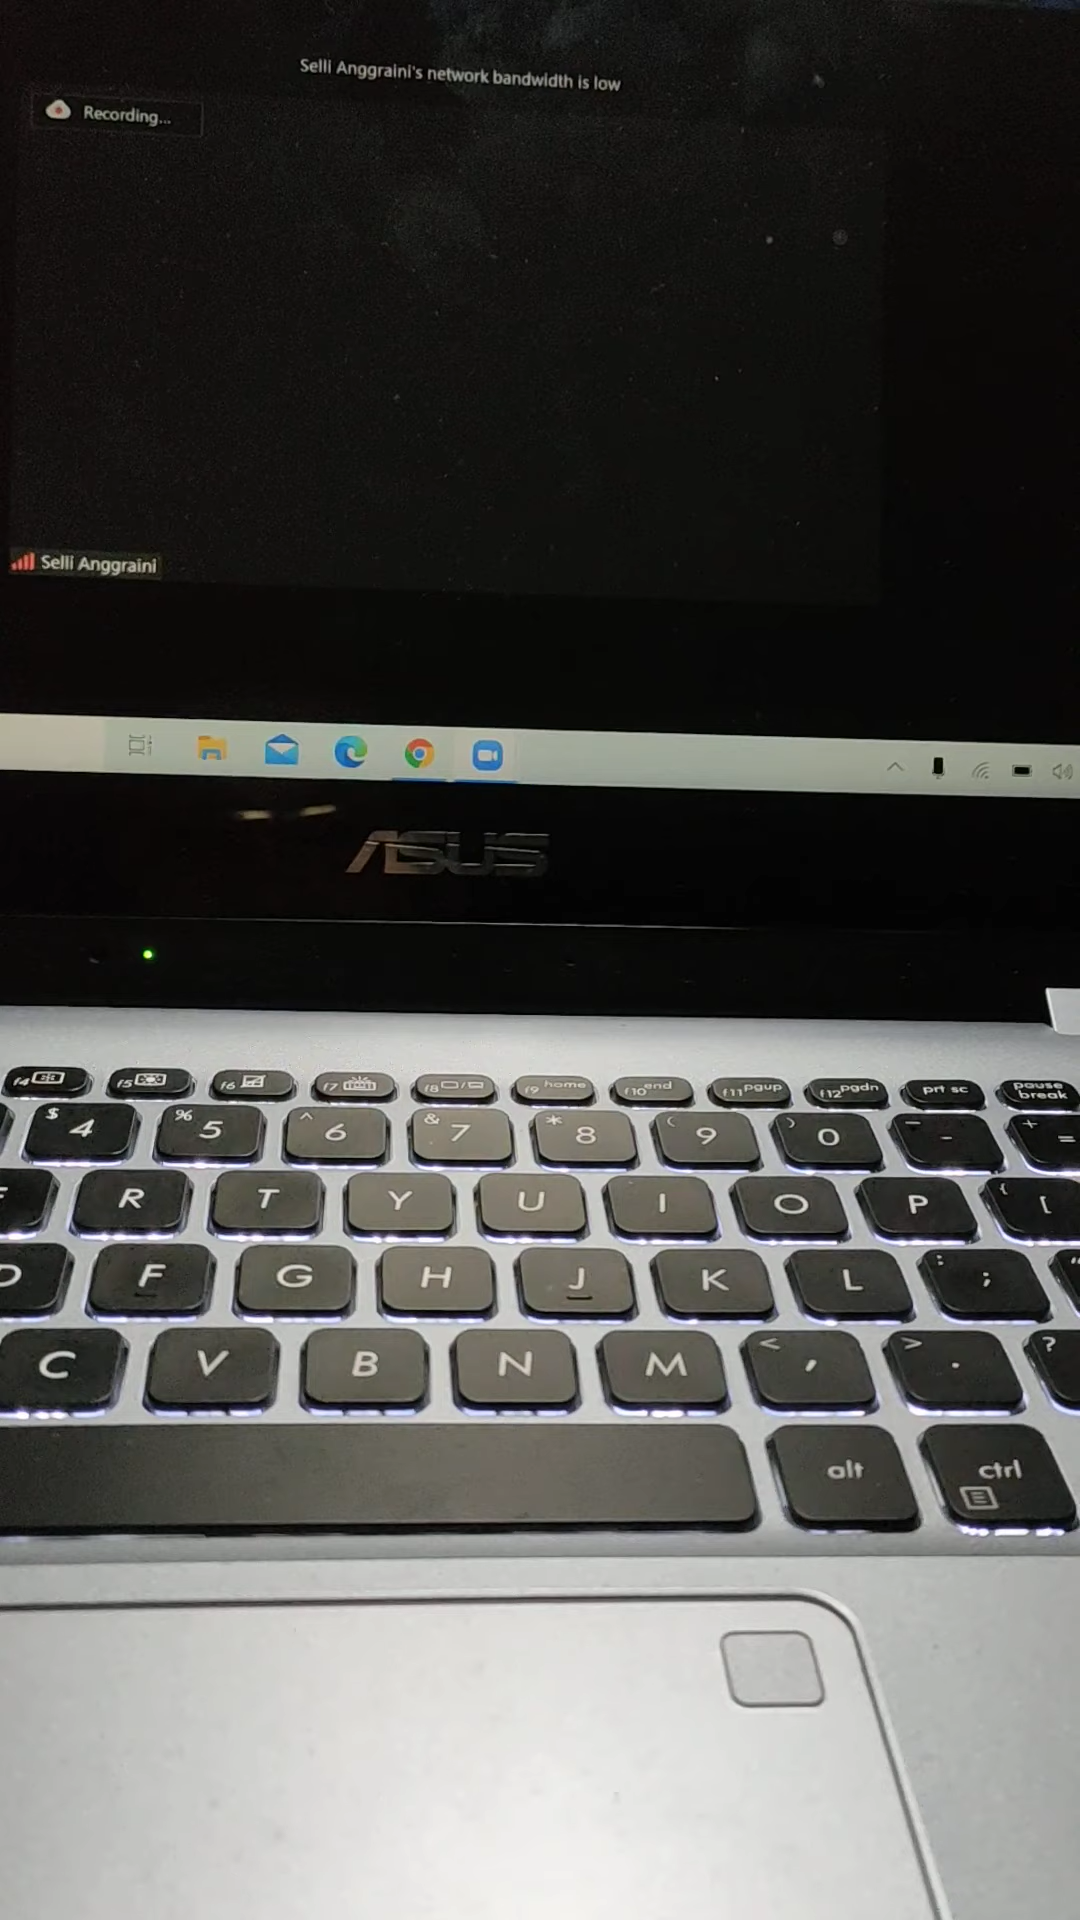 Selli Anggraini's network bandwidth is low
Recording...
Selli Anggraini
ASUS
f4 f5 f6 f7 f8 f9 home f10 end f11 pgup f12 pgdn prt sc pause break
$ 4 % 5 ^ 6 & 7 * 8 ( 9 ) 0 - + =
R T Y U I O P { [
D F G H J K L : ;
C V B N M < , > . ?
alt ctrl